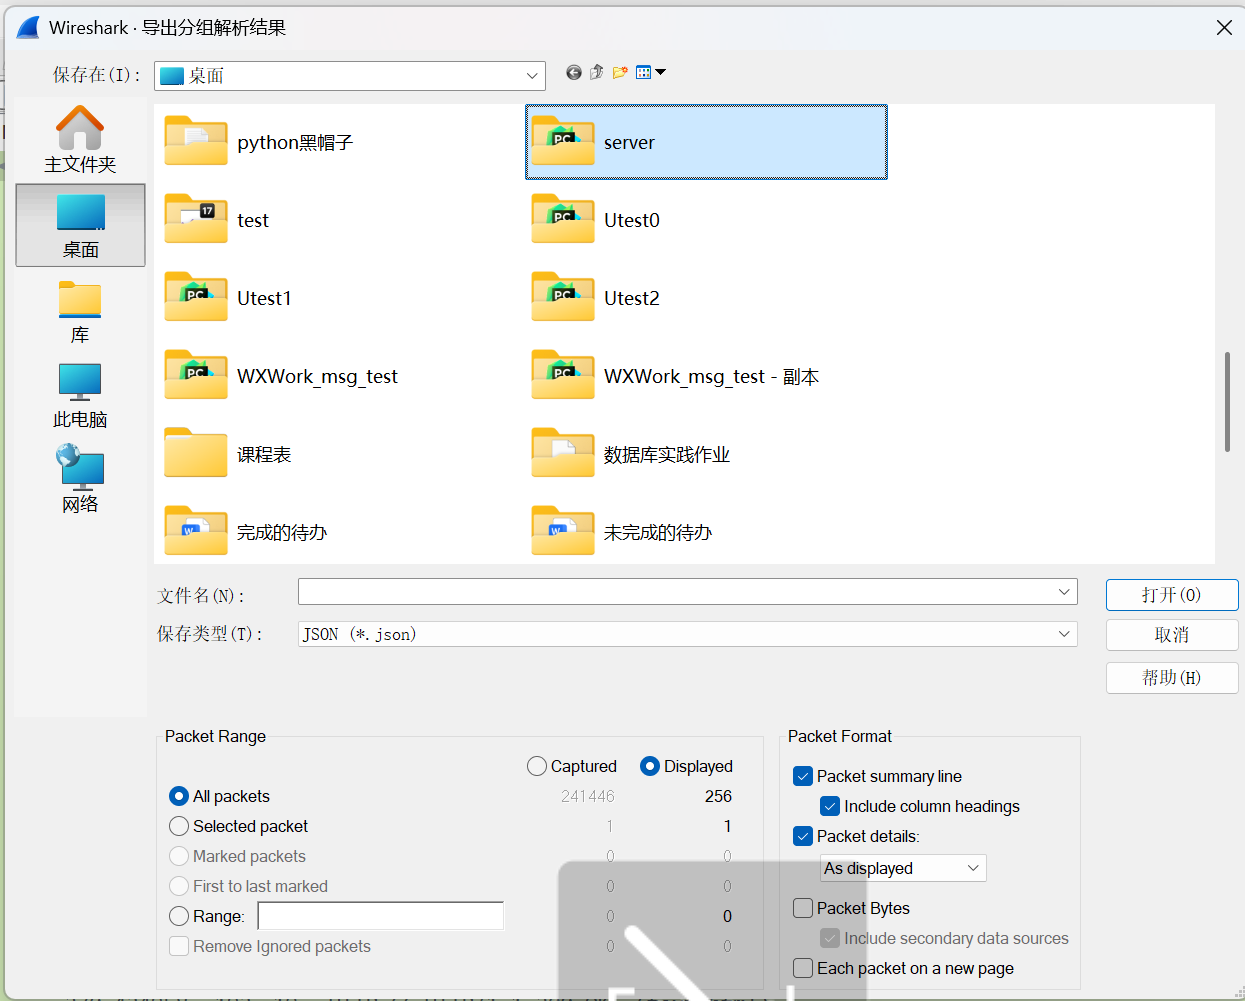 Wireshark · 导出分组解析结果
保存在(I):
桌面
主文件夹
桌面
库
此电脑
网络
python黑帽子
server
test
Utest0
Utest1
Utest2
WXWork_msg_test
WXWork_msg_test - 副本
课程表
数据库实践作业
完成的待办
未完成的待办
文件名(N):
打开(O)
保存类型(T):
JSON (*.json)
取消
帮助(H)
Packet Range
Captured
Displayed
All packets
241446
256
Selected packet
1
1
Marked packets
0
0
First to last marked
0
0
Range:
0
0
Remove Ignored packets
0
0
Packet Format
Packet summary line
Include column headings
Packet details:
As displayed
Packet Bytes
Include secondary data sources
Each packet on a new page